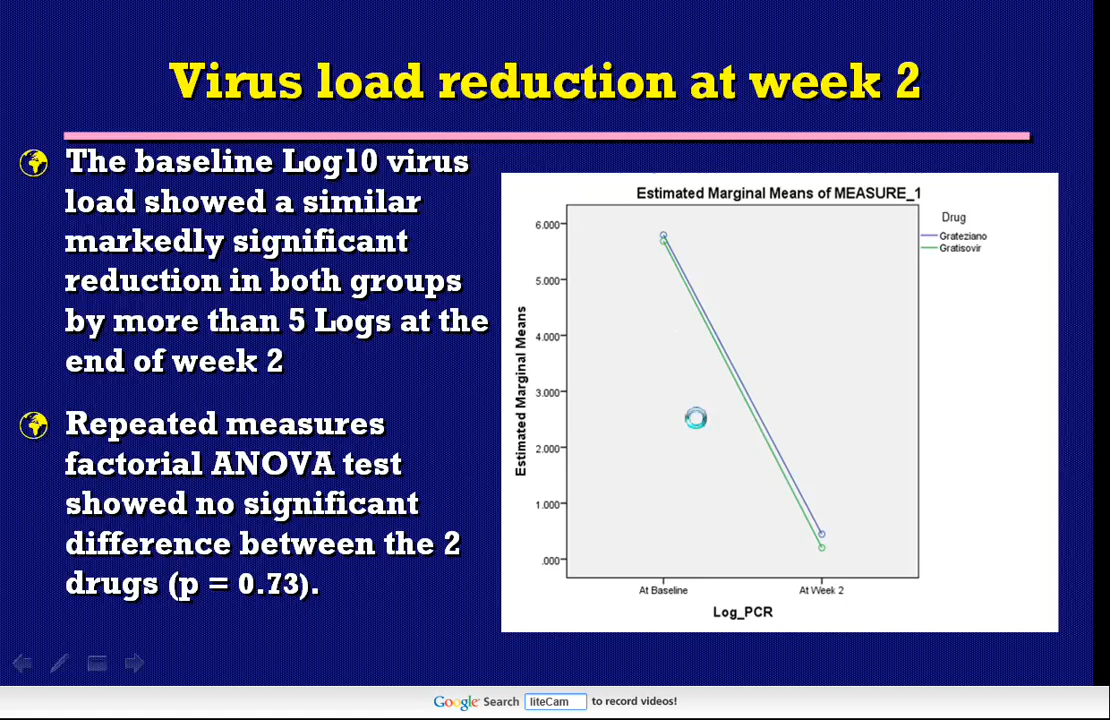 Virus load reduction at week 2
The baseline Log10 virus
load showed a similar
markedly significant
reduction in both groups
by more than 5 Logs at the
end of week 2
Repeated measures
factorial ANOVA test
showed no significant
difference between the 2
drugs (p = 0.73).
Estimated Marginal Means of MEASURE_1
Drug
Grateziano
Gratisovir
Estimated Marginal Means
6.000
5.000
4.000
3.000
2.000
1.000
.000
At Baseline
At Week 2
Log_PCR
Google Search liteCam to record videos!